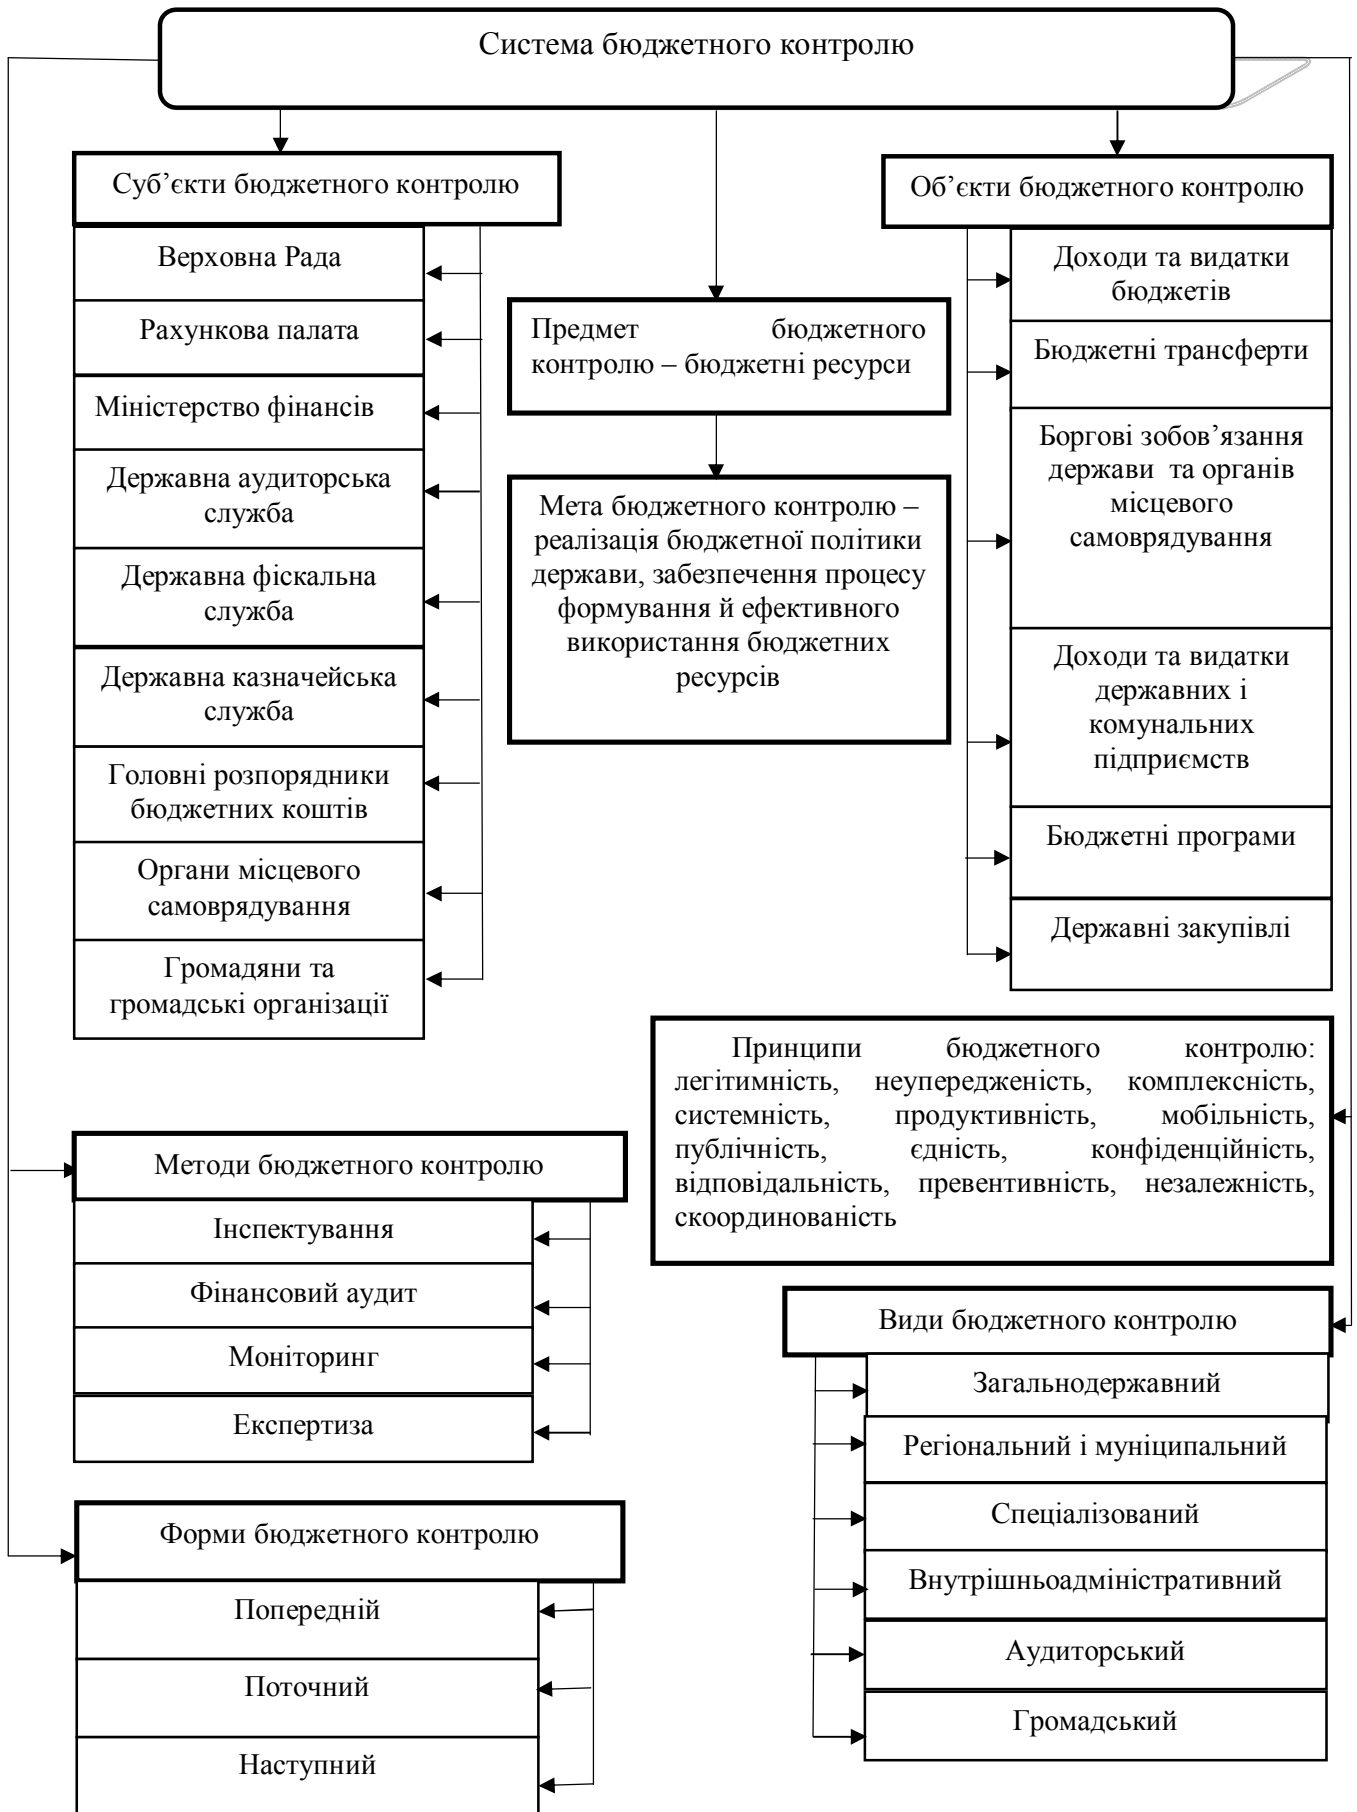 Система бюджетного контролю
Суб’єкти бюджетного контролю
Верховна Рада
Рахункова палата
Міністерство фінансів
Державна аудиторська
служба
Державна фіскальна
служба
Державна казначейська
служба
Головні розпорядники
бюджетних коштів
Органи місцевого
самоврядування
Громадяни та
громадські організації
Предмет бюджетного
контролю – бюджетні ресурси
Мета бюджетного контролю –
реалізація бюджетної політики
держави, забезпечення процесу
формування й ефективного
використання бюджетних
ресурсів
Об’єкти бюджетного контролю
Доходи та видатки
бюджетів
Бюджетні трансферти
Боргові зобов’язання
держави та органів
місцевого
самоврядування
Доходи та видатки
державних і
комунальних
підприємств
Бюджетні програми
Державні закупівлі
Принципи бюджетного контролю:
легітимність, неупередженість, комплексність,
системність, продуктивність, мобільність,
публічність, єдність, конфіденційність,
відповідальність, превентивність, незалежність,
скоординованість
Методи бюджетного контролю
Інспектування
Фінансовий аудит
Моніторинг
Експертиза
Форми бюджетного контролю
Попередній
Поточний
Наступний
Види бюджетного контролю
Загальнодержавний
Регіональний і муніципальний
Спеціалізований
Внутрішньоадміністративний
Аудиторський
Громадський